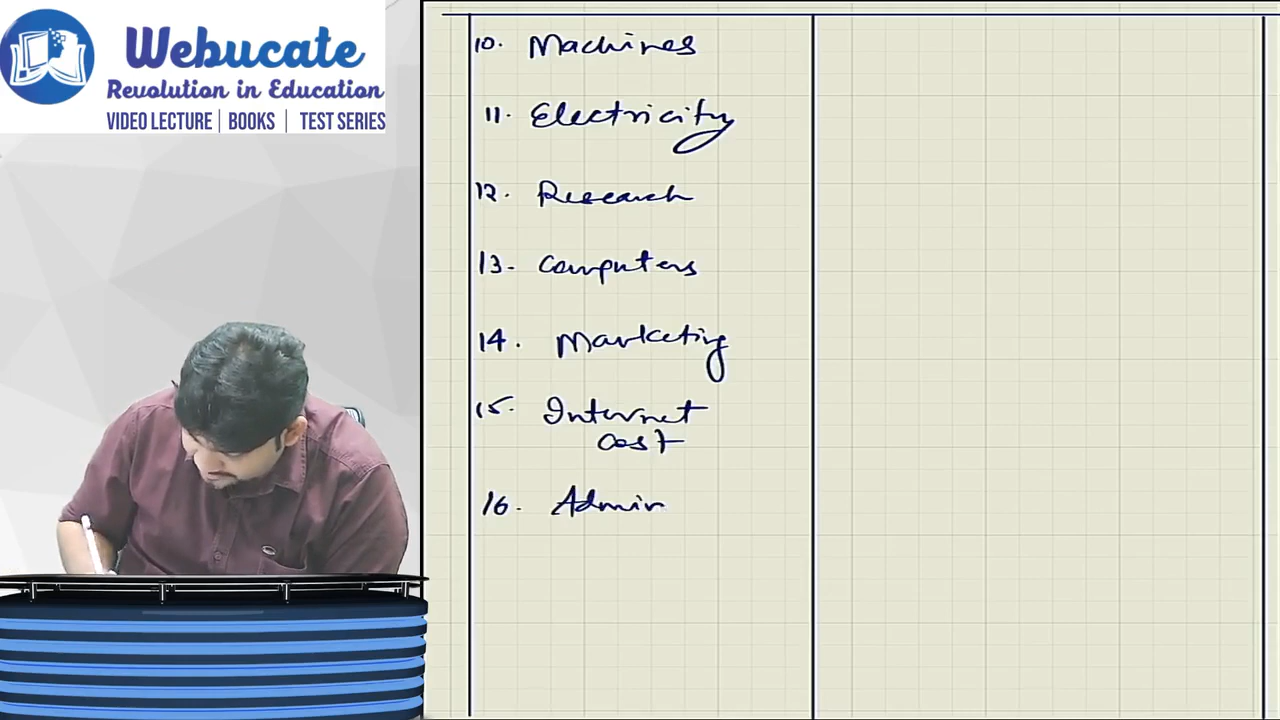 Webucate
Revolution in Education
VIDEO LECTURE | BOOKS | TEST SERIES
10. Machines
11. Electricity
12. Research
13. Computers
14. Marketing
15. Internet
cost
16. Admin